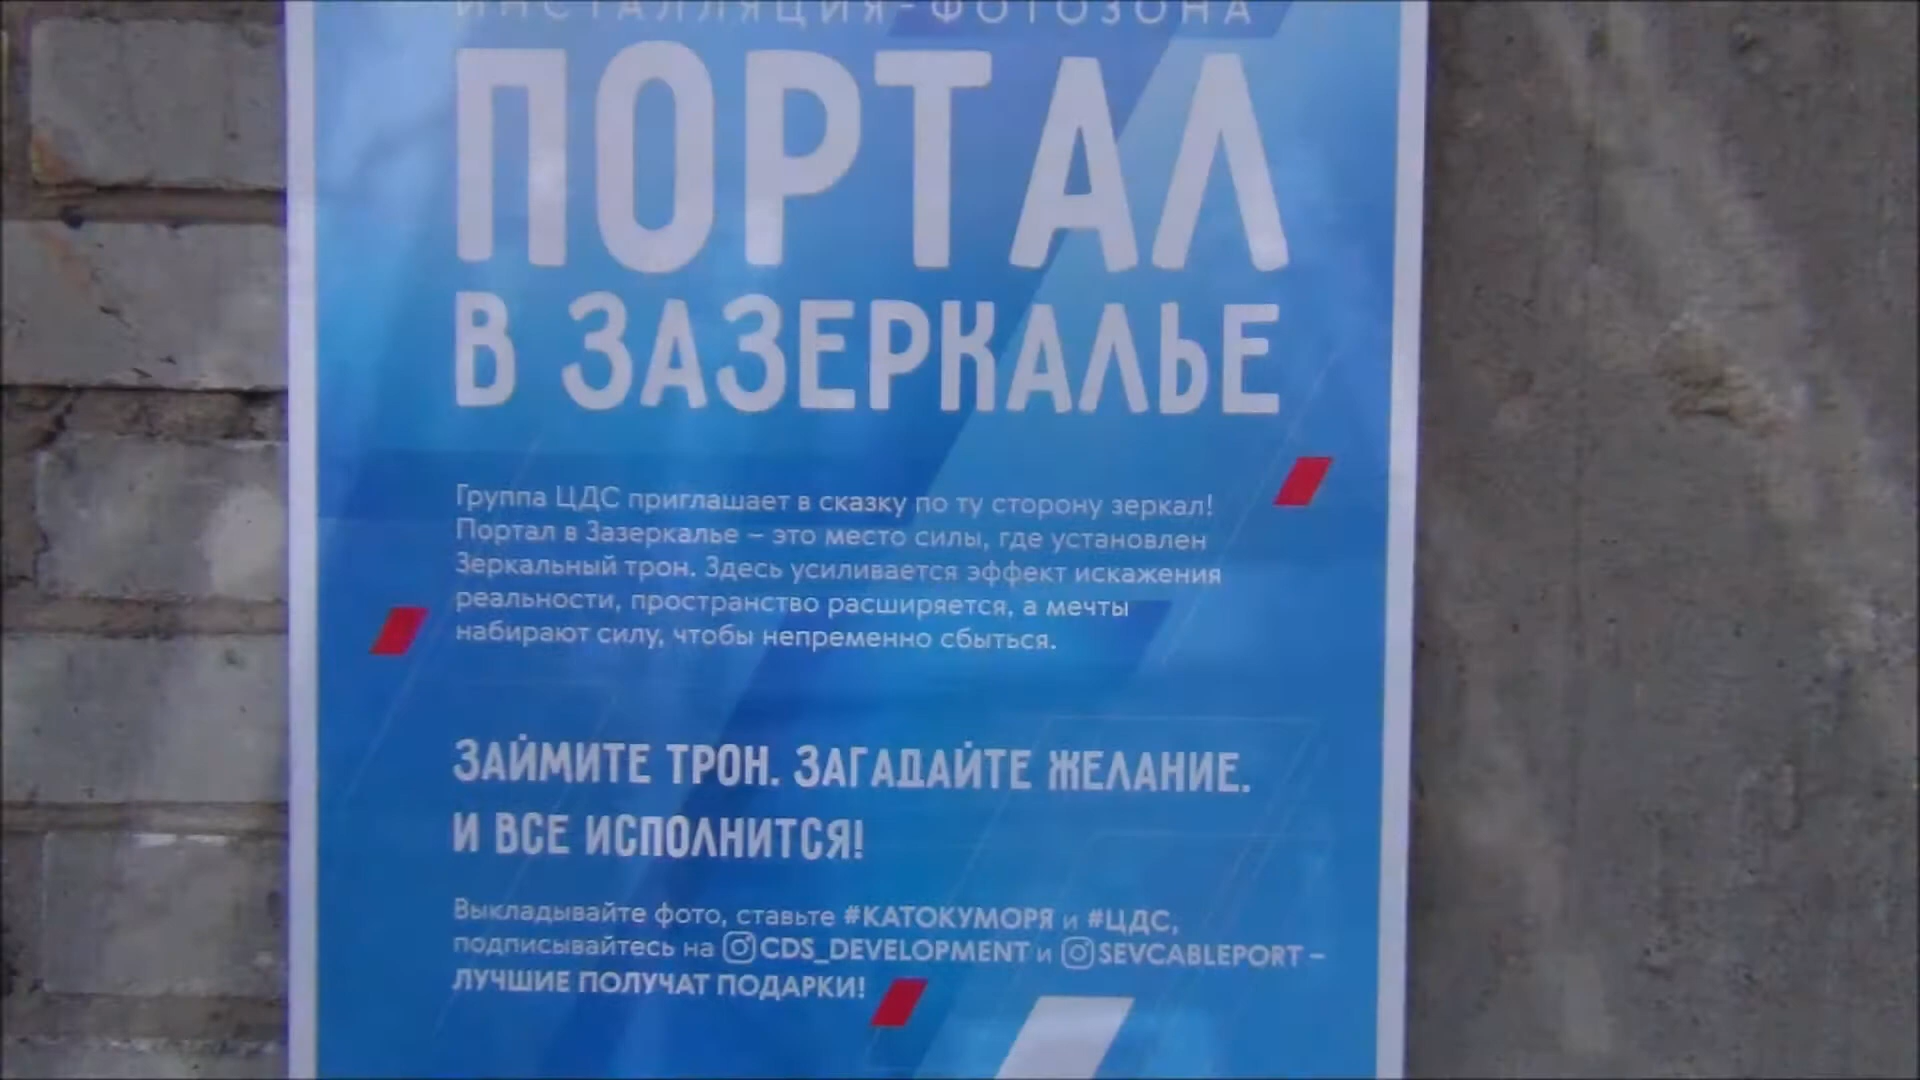 ИНСТАЛЛЯЦИЯ-ФОТОЗОНА
ПОРТАЛ
В ЗАЗЕРКАЛЬЕ
Группа ЦДС приглашает в сказку по ту сторону зеркал!
Портал в Зазеркалье – это место силы, где установлен
Зеркальный трон. Здесь усиливается эффект искажения
реальности, пространство расширяется, а мечты
набирают силу, чтобы непременно сбыться.
ЗАЙМИТЕ ТРОН. ЗАГАДАЙТЕ ЖЕЛАНИЕ.
И ВСЕ ИСПОЛНИТСЯ!
Выкладывайте фото, ставьте #КАТОКУМОРЯ и #ЦДС,
подписывайтесь на CDS_DEVELOPMENT и SEVCABLEPORT –
ЛУЧШИЕ ПОЛУЧАТ ПОДАРКИ!